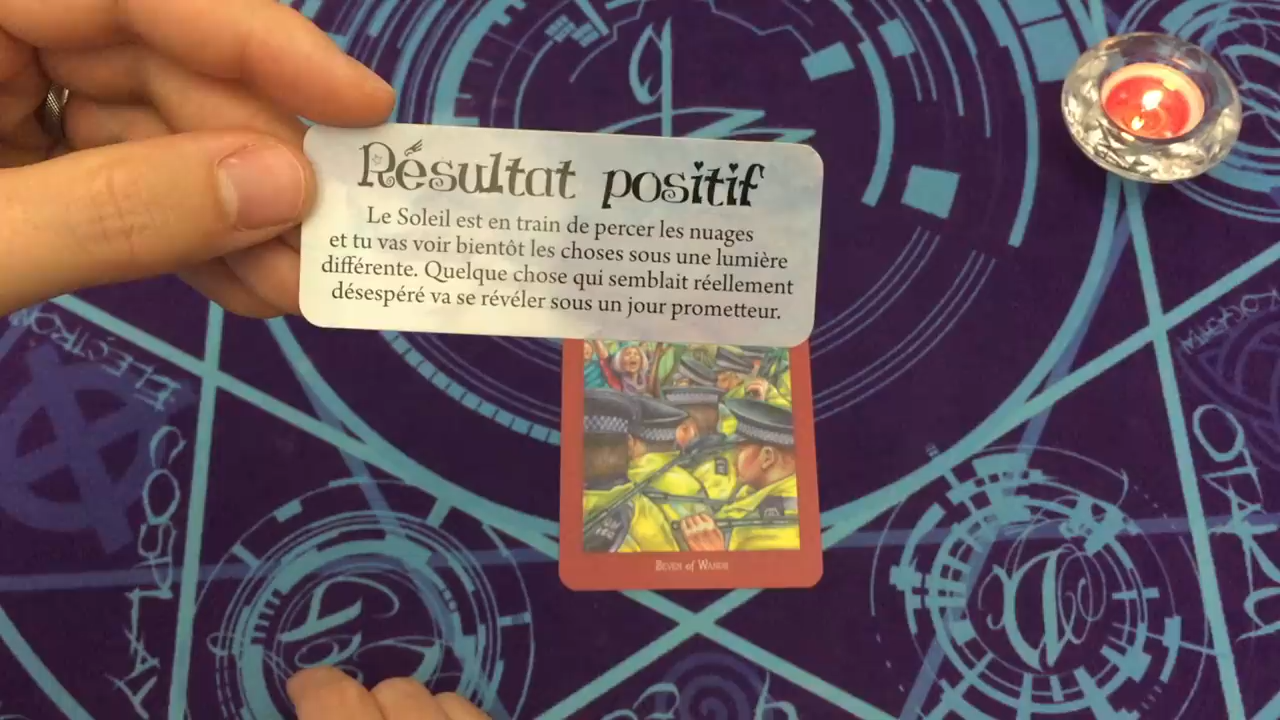 Résultat positif
Le Soleil est en train de percer les nuages
et tu vas voir bientôt les choses sous une lumière
différente. Quelque chose qui semblait réellement
désespéré va se révéler sous un jour prometteur.
Seven of Wands